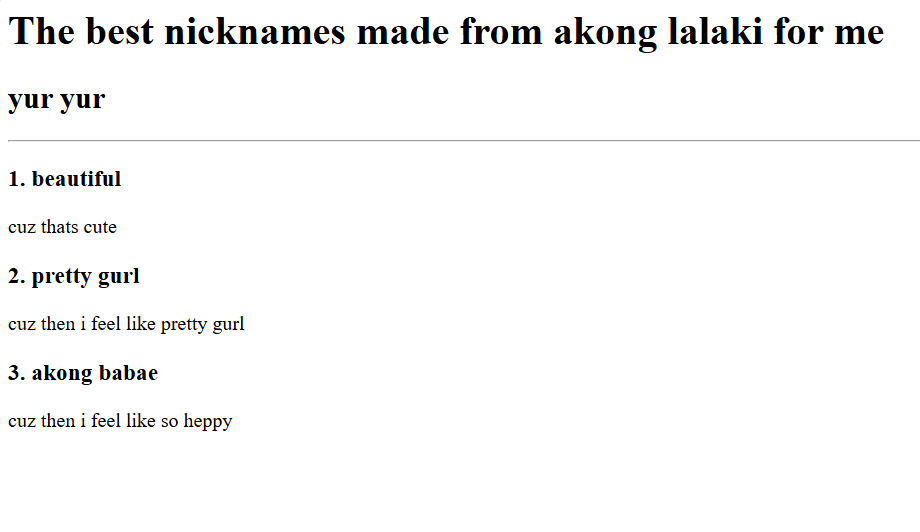 The best nicknames made from akong lalaki for me
yur yur
1. beautiful
cuz thats cute
2. pretty gurl
cuz then i feel like pretty gurl
3. akong babae
cuz then i feel like so heppy